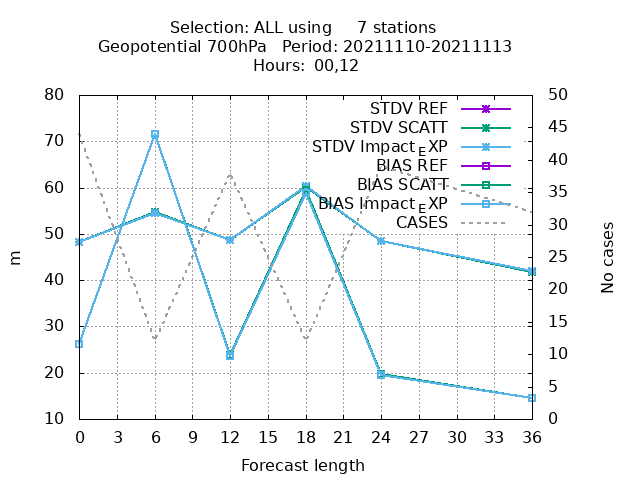 Selection: ALL using 7 stations
Geopotential 700hPa Period: 20211110-20211113
Hours: 00,12
80 50
STDV REF
STDV SCATT 45
70 STDV Impact_EXP
40
BIAS REF
60 BIAS SCATT 35
BIAS Impact_EXP
CASES 30
50
m 25 No cases
40 20
15
30
10
20
5
10 0
0 3 6 9 12 15 18 21 24 27 30 33 36
Forecast length